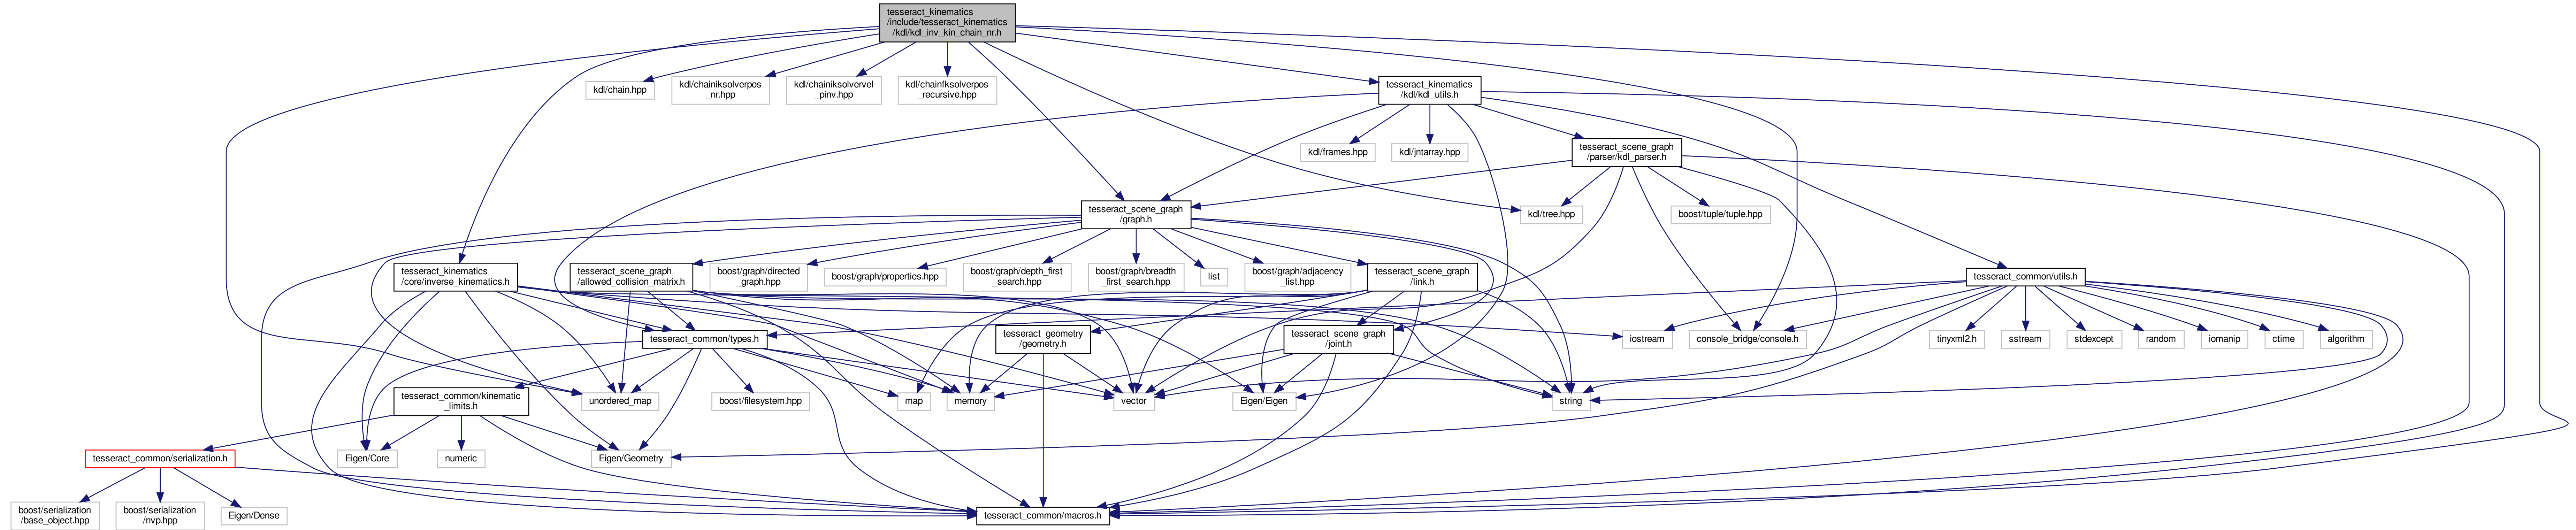 tesseract_kinematics
/include/tesseract_kinematics
/kdl/kdl_inv_kin_chain_nr.h
kdl/chain.hpp
kdl/chainiksolverpos
_nr.hpp
kdl/chainiksolvervel
_pinv.hpp
kdl/chainfksolverpos
_recursive.hpp
tesseract_kinematics
/kdl/kdl_utils.h
kdl/frames.hpp
kdl/jntarray.hpp
tesseract_scene_graph
/parser/kdl_parser.h
tesseract_scene_graph
/graph.h
kdl/tree.hpp
boost/tuple/tuple.hpp
tesseract_kinematics
/core/inverse_kinematics.h
tesseract_scene_graph
/allowed_collision_matrix.h
boost/graph/directed
_graph.hpp
boost/graph/properties.hpp
boost/graph/depth_first
_search.hpp
boost/graph/breadth
_first_search.hpp
list
boost/graph/adjacency
_list.hpp
tesseract_scene_graph
/link.h
tesseract_common/utils.h
tesseract_common/types.h
tesseract_geometry
/geometry.h
tesseract_scene_graph
/joint.h
iostream
console_bridge/console.h
tinyxml2.h
sstream
stdexcept
random
iomanip
ctime
algorithm
tesseract_common/kinematic
_limits.h
unordered_map
boost/filesystem.hpp
map
memory
vector
Eigen/Eigen
string
tesseract_common/serialization.h
Eigen/Core
numeric
Eigen/Geometry
boost/serialization
/base_object.hpp
boost/serialization
/nvp.hpp
Eigen/Dense
tesseract_common/macros.h